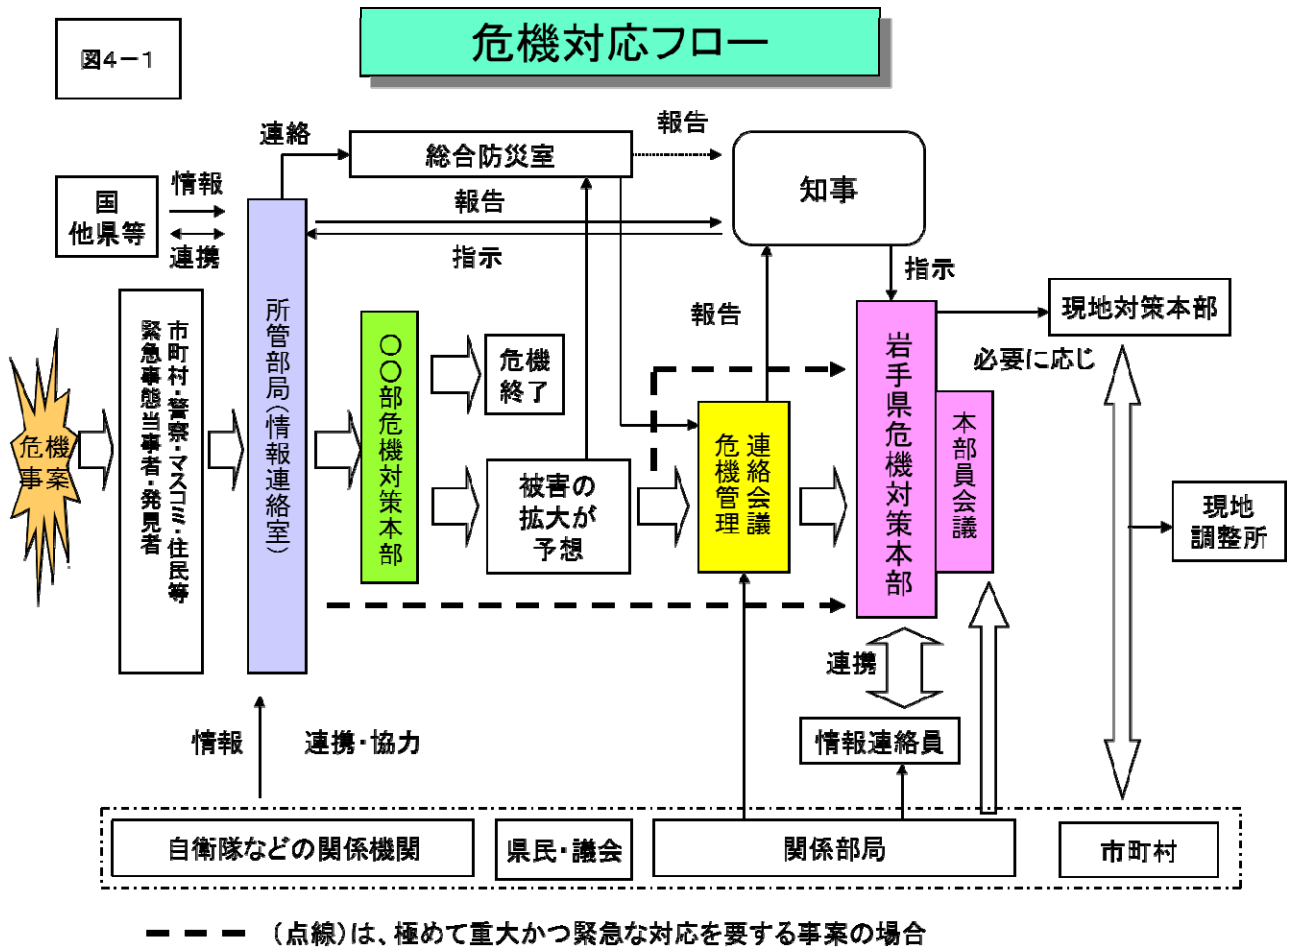 図4-1
危機対応フロー
連絡
総合防災室
報告
知事
国
他県等
情報
連携
報告
指示
指示
報告
危機
事案
市町村・警察・マスコミ・住民等
緊急事態当事者・発見者
所管部局(情報連絡室)
〇〇部危機対策本部
危機
終了
被害の
拡大が
予想
連絡会議
危機管理
岩手県危機対策本部
本部員会議
現地対策本部
必要に応じ
現地
調整所
連携
情報連絡員
情報
連携・協力
自衛隊などの関係機関
県民・議会
関係部局
市町村
(点線)は、極めて重大かつ緊急な対応を要する事案の場合